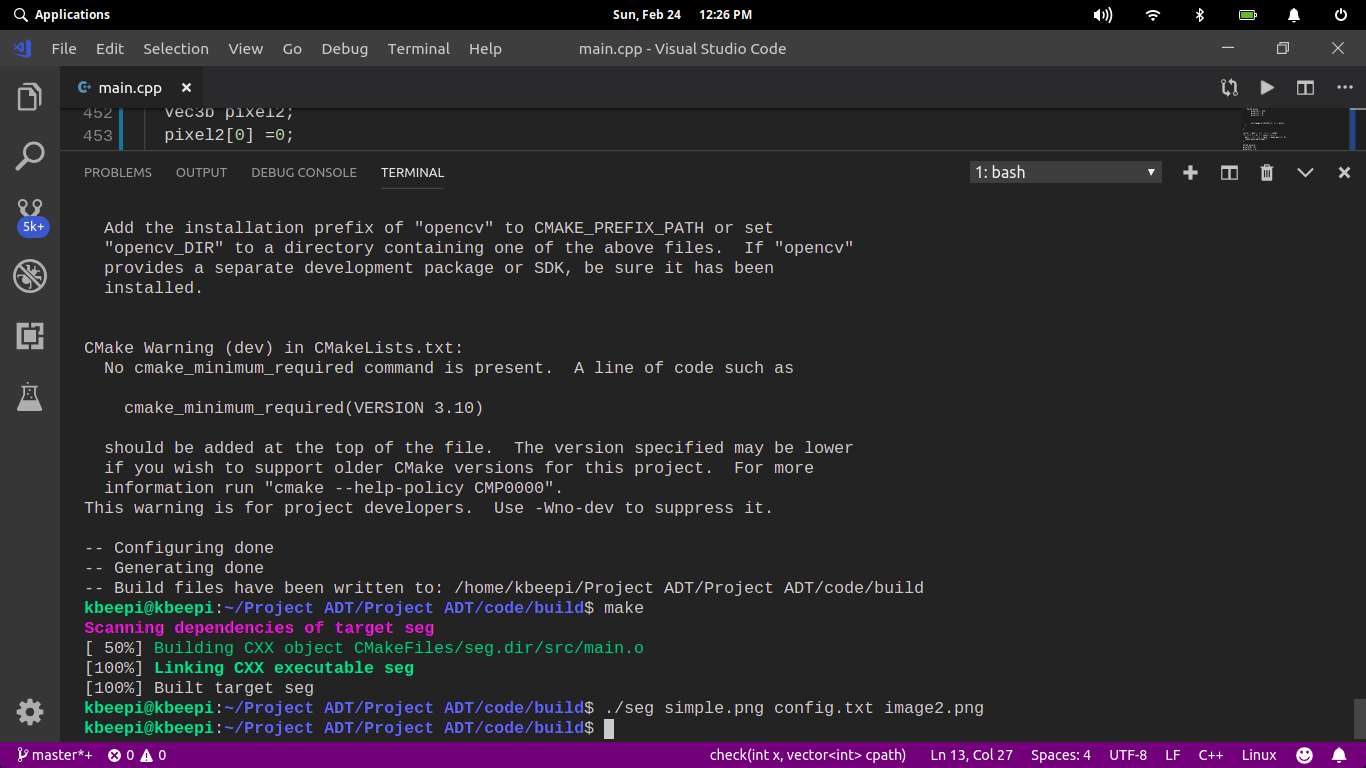 Applications
Sun, Feb 24 12:26 PM
File Edit Selection View Go Debug Terminal Help
main.cpp - Visual Studio Code
main.cpp
452 Vec3b pixel2;
453 pixel2[0] =0;
PROBLEMS OUTPUT DEBUG CONSOLE TERMINAL
1: bash
5k+
Add the installation prefix of "opencv" to CMAKE_PREFIX_PATH or set
"opencv_DIR" to a directory containing one of the above files.  If "opencv"
provides a separate development package or SDK, be sure it has been
installed.
CMake Warning (dev) in CMakeLists.txt:
No cmake_minimum_required command is present.  A line of code such as
cmake_minimum_required(VERSION 3.10)
should be added at the top of the file.  The version specified may be lower
if you wish to support older CMake versions for this project.  For more
information run "cmake --help-policy CMP0000".
This warning is for project developers.  Use -Wno-dev to suppress it.
-- Configuring done
-- Generating done
-- Build files have been written to: /home/kbeepi/Project ADT/Project ADT/code/build
kbeepi@kbeepi:~/Project ADT/Project ADT/code/build$ make
Scanning dependencies of target seg
[ 50%] Building CXX object CMakeFiles/seg.dir/src/main.o
[100%] Linking CXX executable seg
[100%] Built target seg
kbeepi@kbeepi:~/Project ADT/Project ADT/code/build$ ./seg simple.png config.txt image2.png
kbeepi@kbeepi:~/Project ADT/Project ADT/code/build$
master*+ 0 0 check(int x, vector<int> cpath) Ln 13, Col 27 Spaces: 4 UTF-8 LF C++ Linux